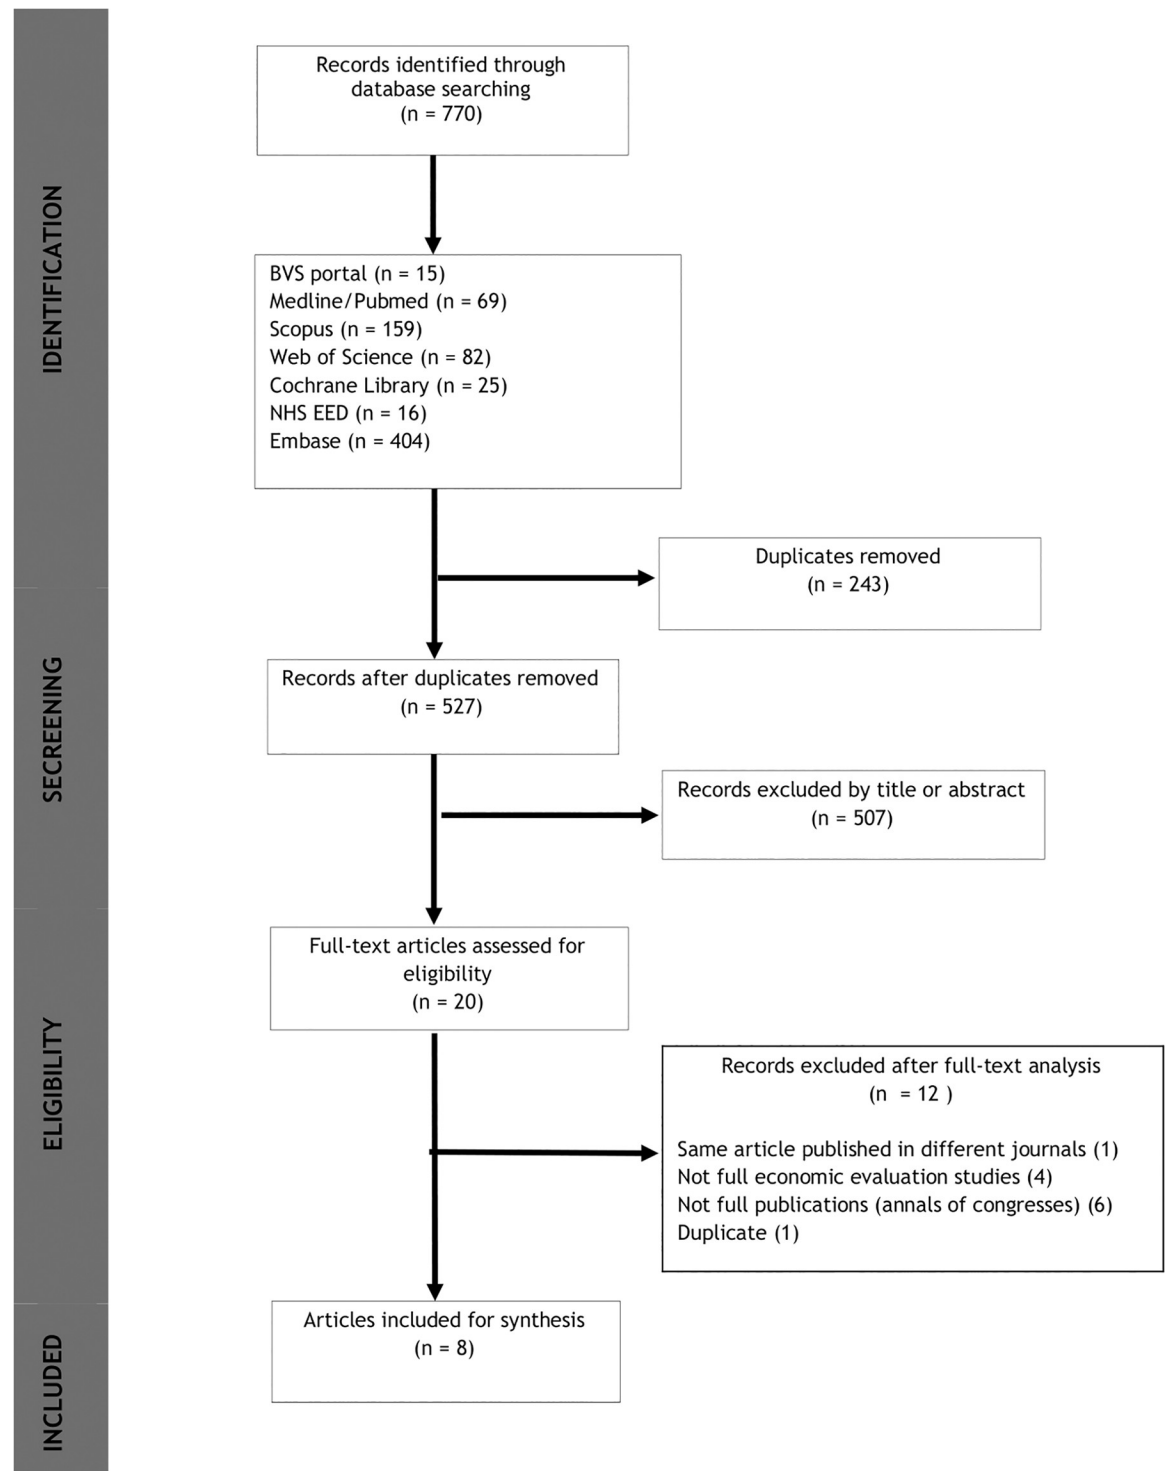 IDENTIFICATION
Records identified through
database searching
(n = 770)
BVS portal (n = 15)
Medline/Pubmed (n = 69)
Scopus (n = 159)
Web of Science (n = 82)
Cochrane Library (n = 25)
NHS EED (n = 16)
Embase (n = 404)
Duplicates removed
(n = 243)
SECREENING
Records after duplicates removed
(n = 527)
Records excluded by title or abstract
(n = 507)
ELIGIBILITY
Full-text articles assessed for
eligibility
(n = 20)
Records excluded after full-text analysis
(n = 12 )
Same article published in different journals (1)
Not full economic evaluation studies (4)
Not full publications (annals of congresses) (6)
Duplicate (1)
INCLUDED
Articles included for synthesis
(n = 8)